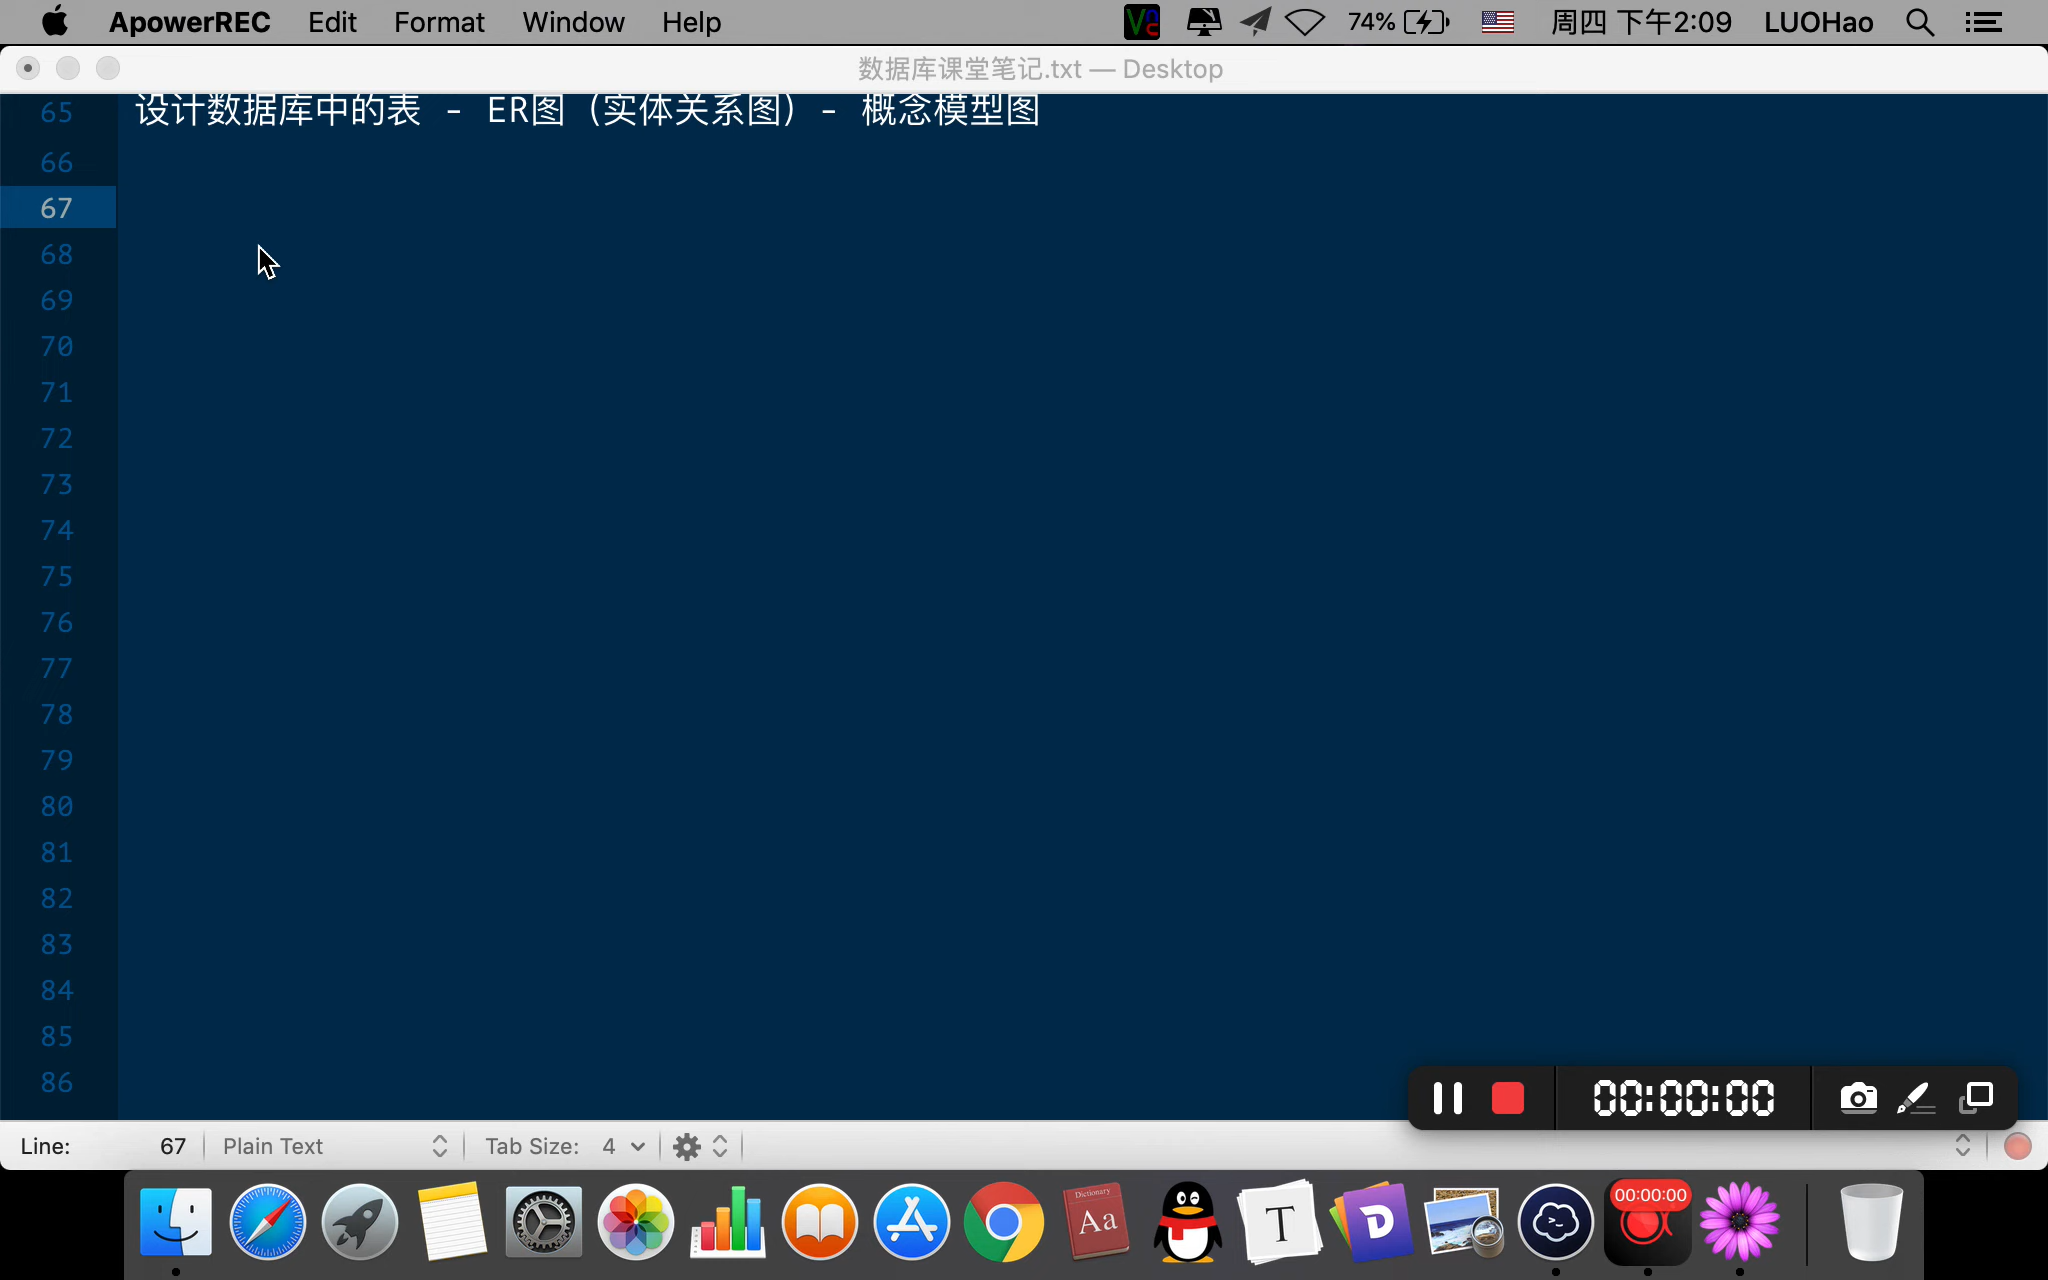 ApowerREC Edit Format Window Help 74% 周四 下午2:09 LUOHao
数据库课堂笔记.txt — Desktop
65 设计数据库中的表 - ER图（实体关系图）- 概念模型图
66
67
68
69
70
71
72
73
74
75
76
77
78
79
80
81
82
83
84
85
86
00:00:00
Line: 67 Plain Text Tab Size: 4
Dictionary
Aa
T
D
00:00:00